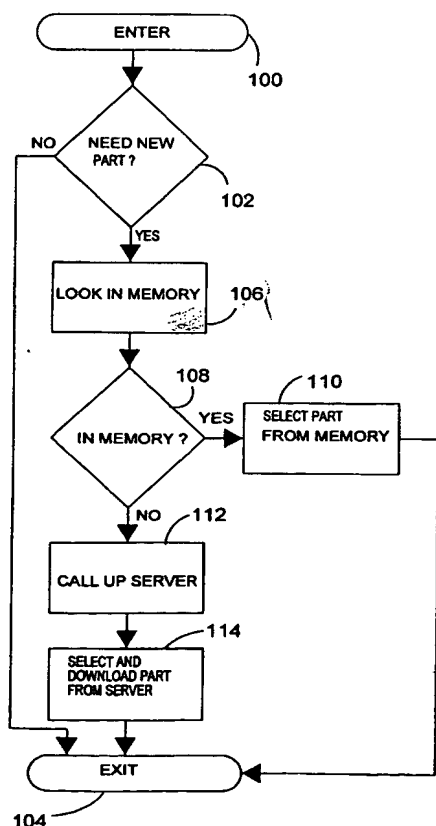 ENTER
100
NO
NEED NEW
PART ?
102
YES
LOOK IN MEMORY
106
108
IN MEMORY ?
YES
110
SELECT PART
FROM MEMORY
NO
112
CALL UP SERVER
114
SELECT AND
DOWNLOAD PART
FROM SERVER
EXIT
104